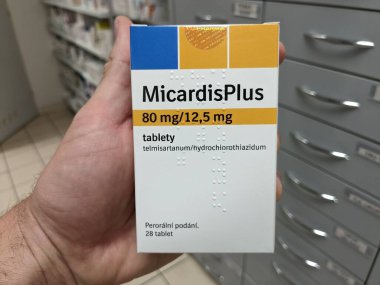 MicardisPlus
80 mg/12,5 mg
tablety
telmisartanum/hydrochlorothiazidum
Perorální podání.
28 tablet